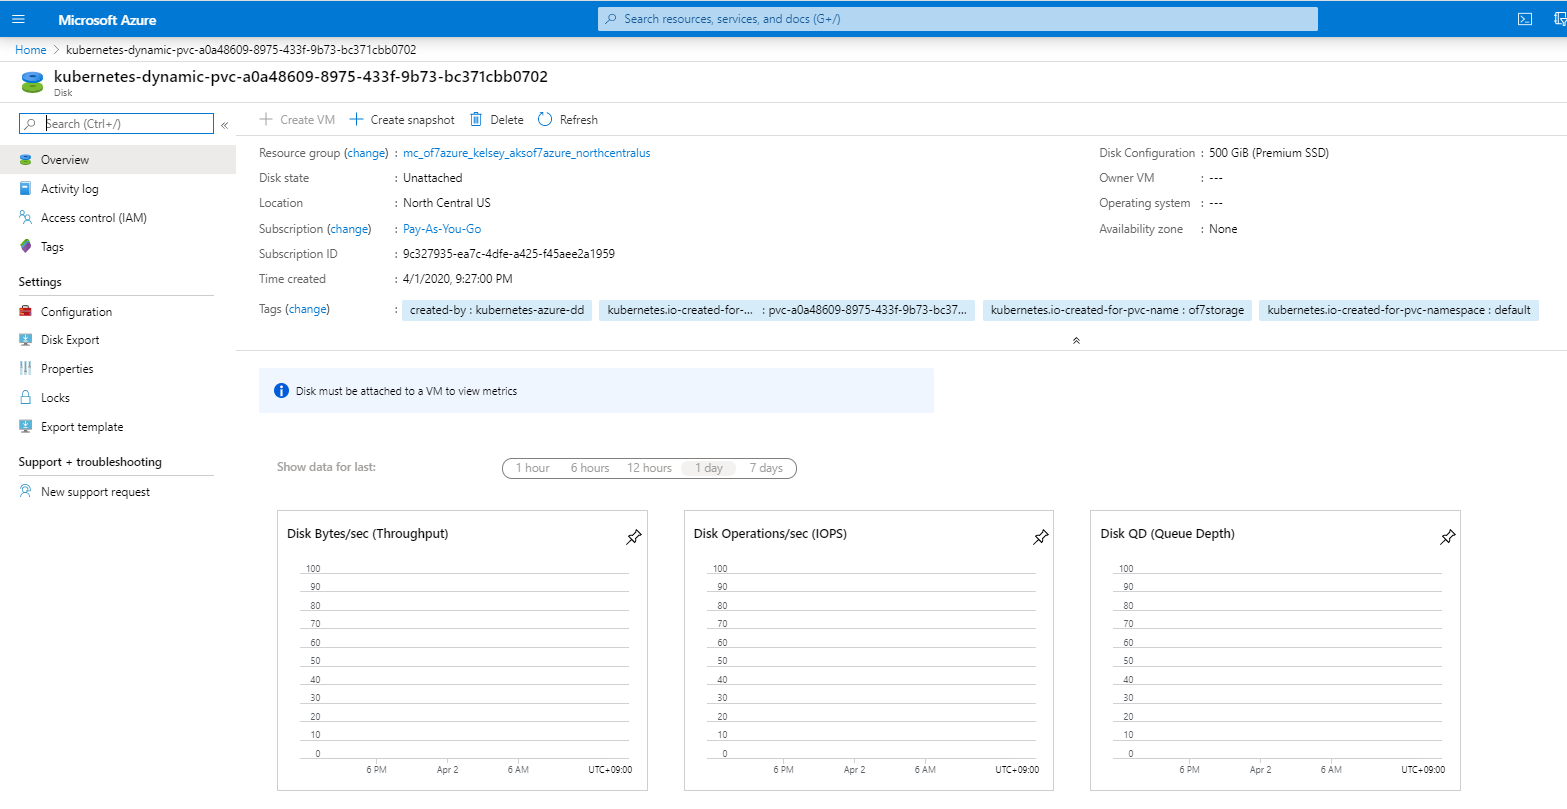 Microsoft Azure
Search resources, services, and docs (G+/)
Home > kubernetes-dynamic-pvc-a0a48609-8975-433f-9b73-bc371cbb0702
kubernetes-dynamic-pvc-a0a48609-8975-433f-9b73-bc371cbb0702
Disk
Search (Ctrl+/)
«
Overview
Activity log
Access control (IAM)
Tags
Settings
Configuration
Disk Export
Properties
Locks
Export template
Support + troubleshooting
New support request
Create VM
Create snapshot
Delete
Refresh
Resource group (change) : mc_of7azure_kelsey_aksof7azure_northcentralus
Disk state : Unattached
Location : North Central US
Subscription (change) : Pay-As-You-Go
Subscription ID : 9c327935-ea7c-4dfe-a425-f45aee2a1959
Time created : 4/1/2020, 9:27:00 PM
Disk Configuration : 500 GiB (Premium SSD)
Owner VM : ---
Operating system : ---
Availability zone : None
Tags (change) : created-by : kubernetes-azure-dd kubernetes.io-created-for-... : pvc-a0a48609-8975-433f-9b73-bc37... kubernetes.io-created-for-pvc-name : of7storage kubernetes.io-created-for-pvc-namespace : default
Disk must be attached to a VM to view metrics
Show data for last: 1 hour 6 hours 12 hours 1 day 7 days
Disk Bytes/sec (Throughput)
100
90
80
70
60
50
40
30
20
10
0
6 PM Apr 2 6 AM UTC+09:00
Disk Operations/sec (IOPS)
100
90
80
70
60
50
40
30
20
10
0
6 PM Apr 2 6 AM UTC+09:00
Disk QD (Queue Depth)
100
90
80
70
60
50
40
30
20
10
0
6 PM Apr 2 6 AM UTC+09:00